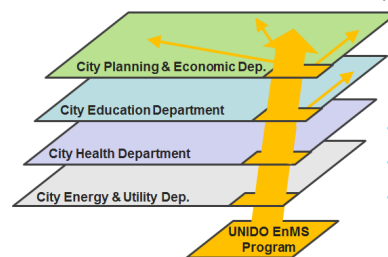 City Planning & Economic Dep.
City Education Department
City Health Department
City Energy & Utility Dep.
UNIDO EnMS
Program